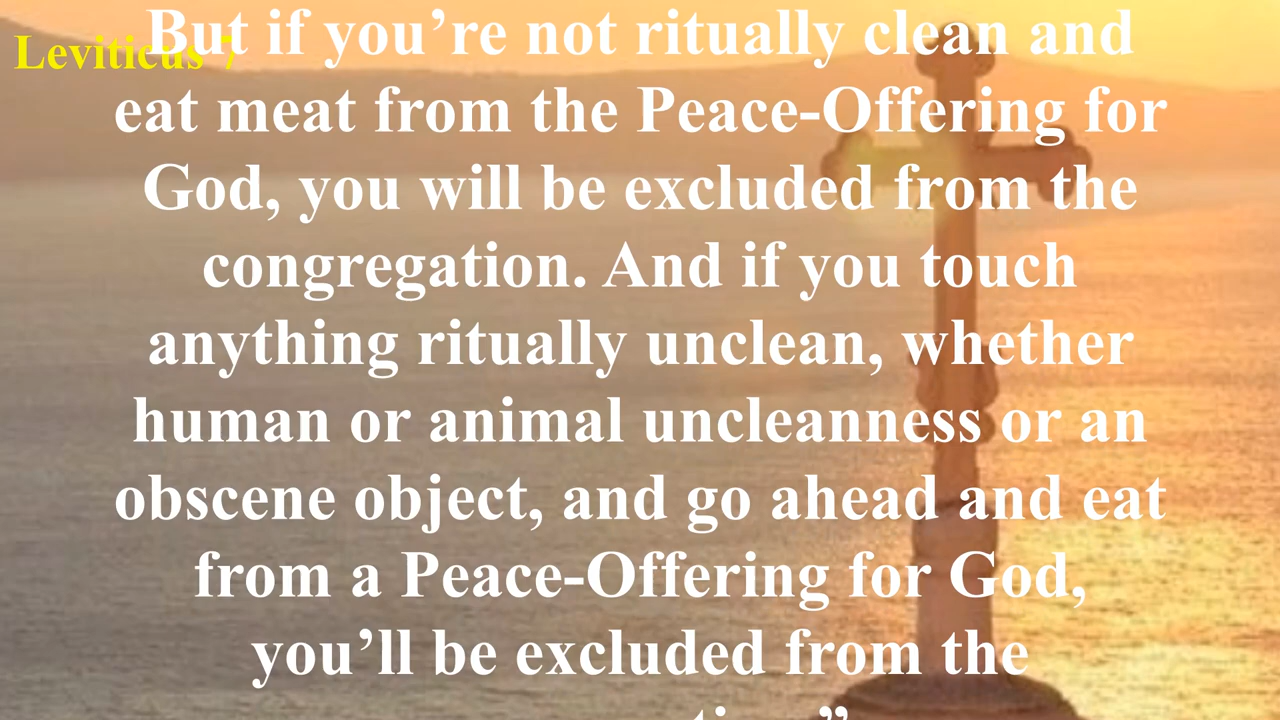 Leviticus 7
But if you’re not ritually clean and
eat meat from the Peace-Offering for
God, you will be excluded from the
congregation. And if you touch
anything ritually unclean, whether
human or animal uncleanness or an
obscene object, and go ahead and eat
from a Peace-Offering for God,
you’ll be excluded from the